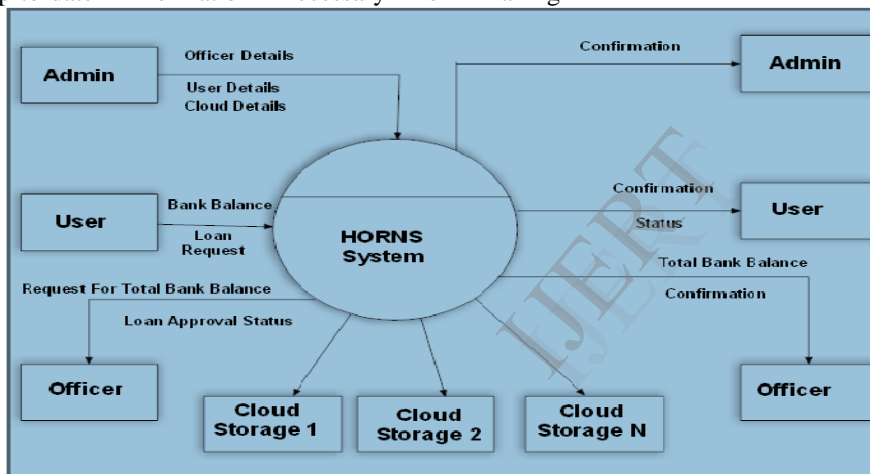 Officer Details
Admin
User Details
Cloud Details
Confirmation
Admin
Bank Balance
User
Loan
Request
HORNS
System
Confirmation
Status
User
Request For Total Bank Balance
Loan Approval Status
Total Bank Balance
Confirmation
Officer
Cloud
Storage 1
Cloud
Storage 2
Cloud
Storage N
Officer
IJERT